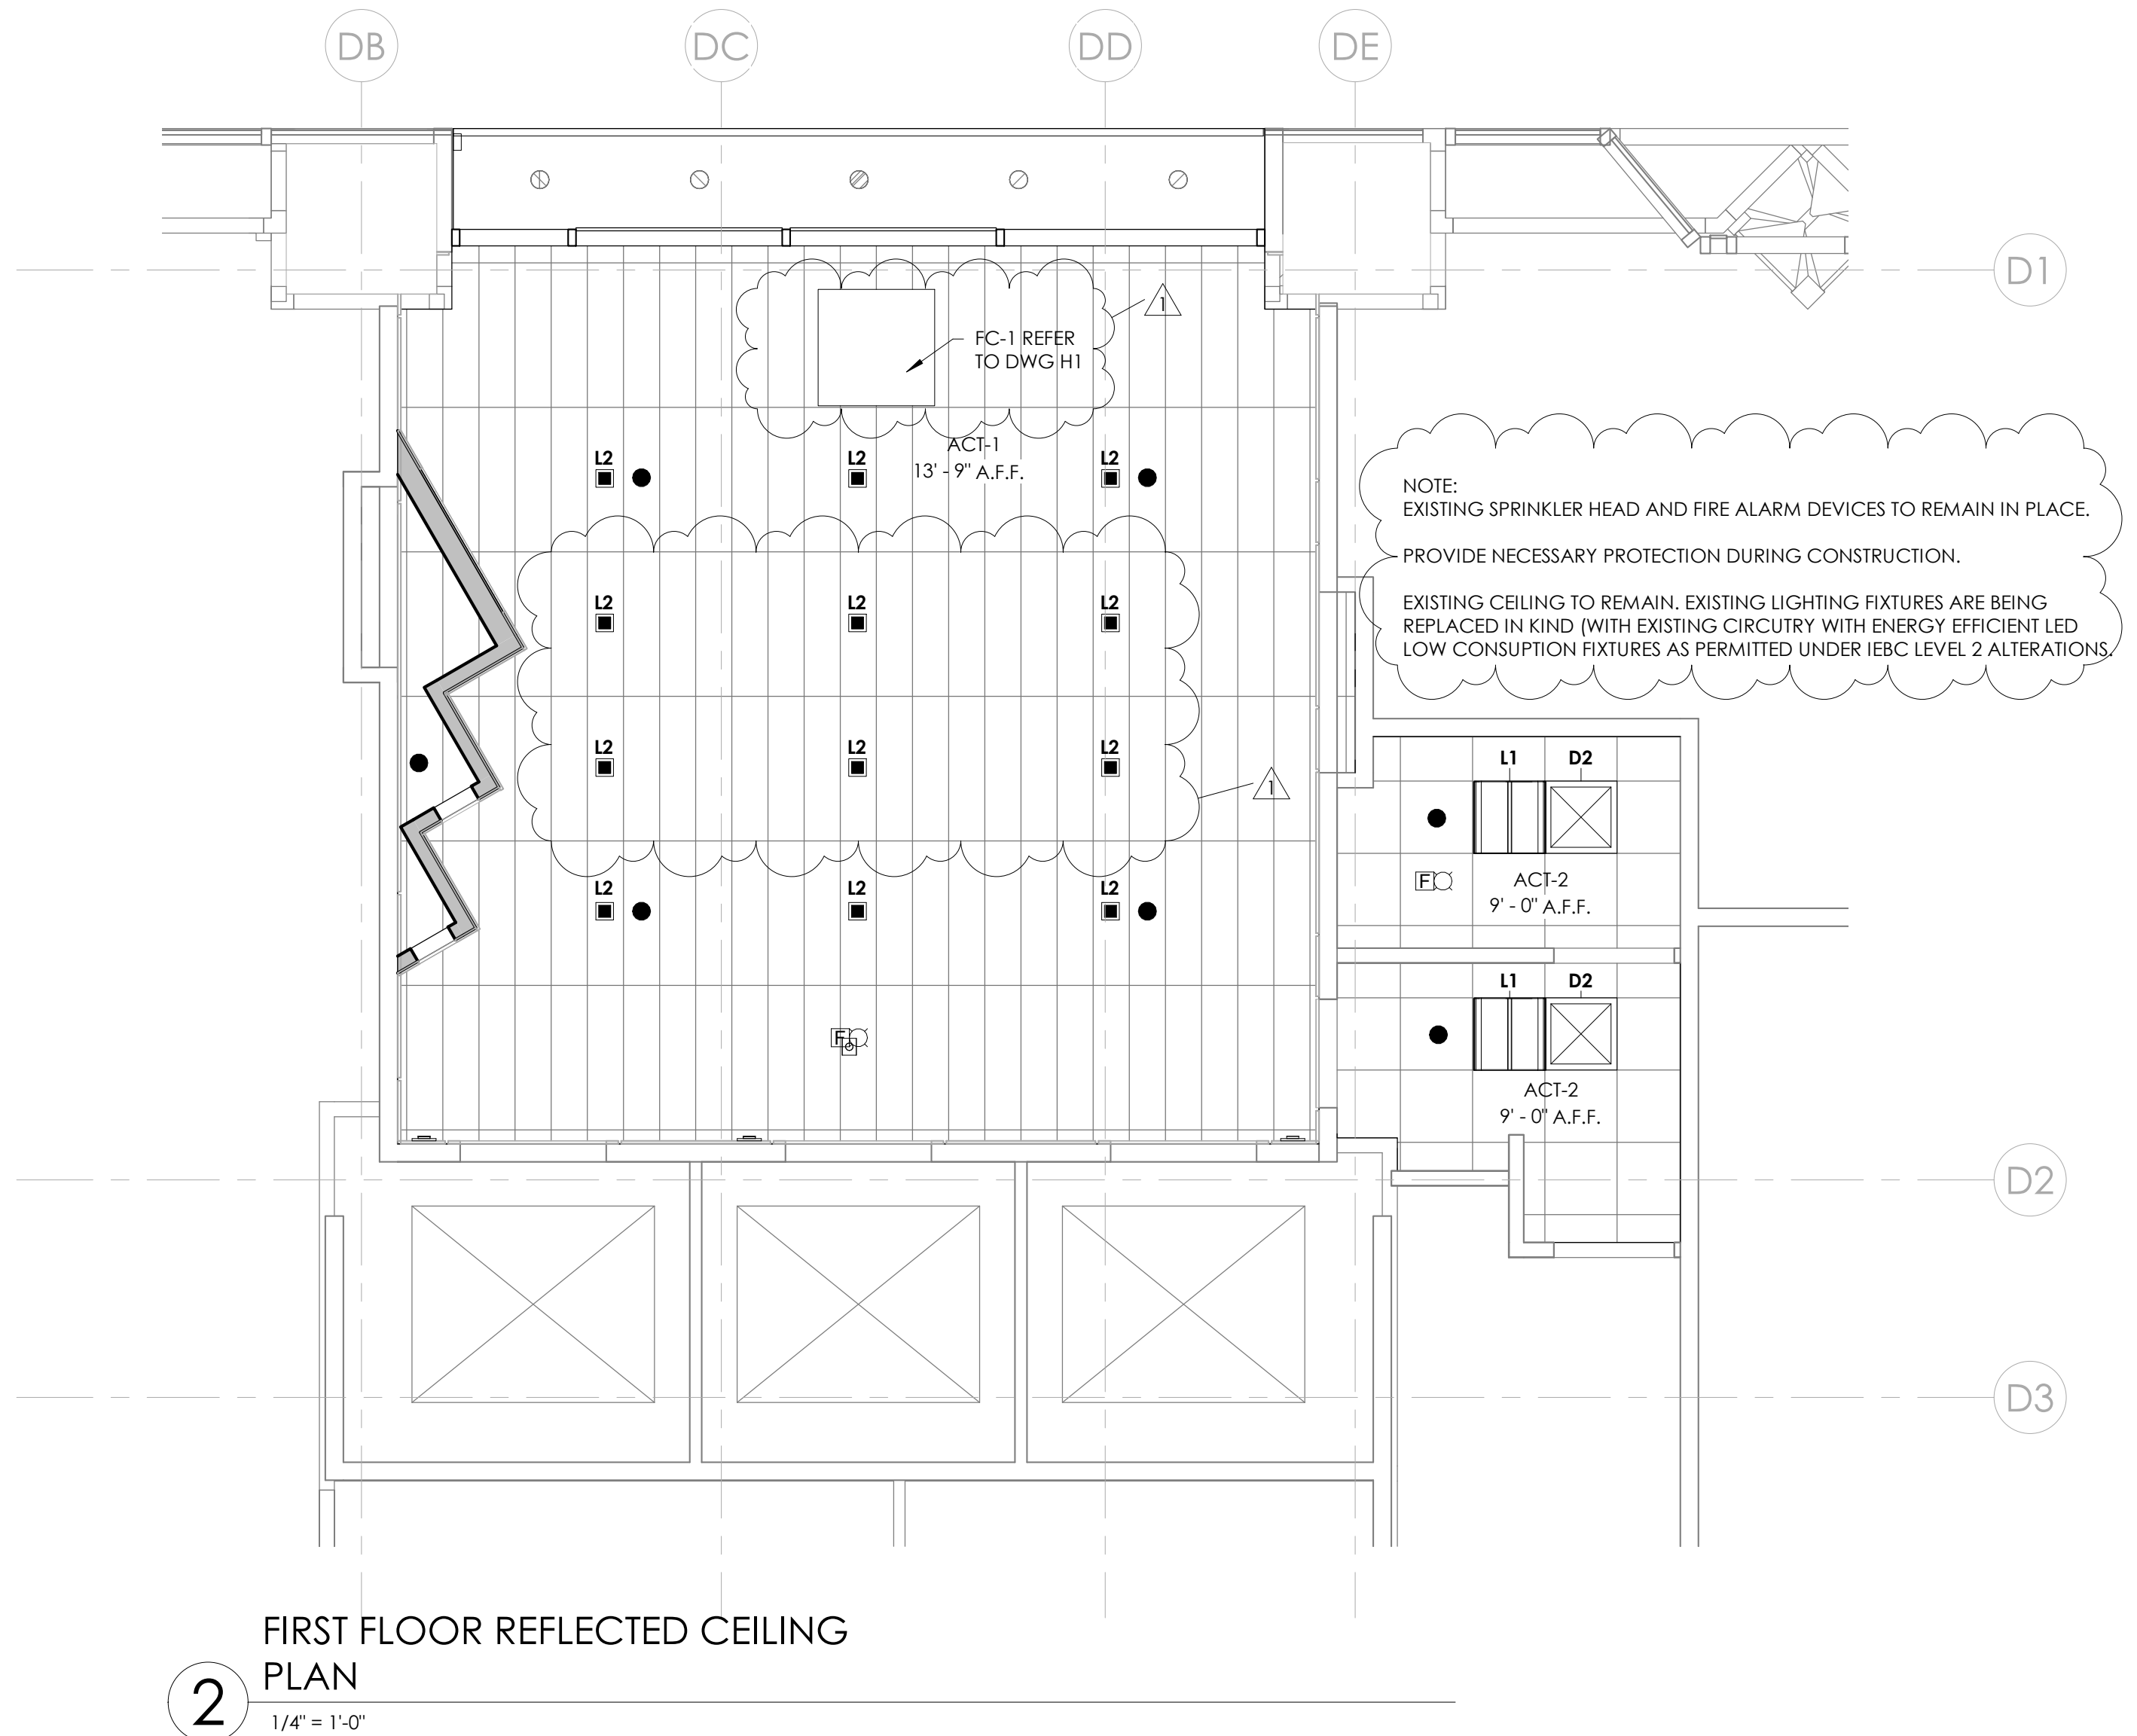 DB
DC
DD
DE
D1
1
FC-1 REFER
TO DWG H1
ACT-1
13' - 9" A.F.F.
L2
L2
L2
NOTE:
EXISTING SPRINKLER HEAD AND FIRE ALARM DEVICES TO REMAIN IN PLACE.
PROVIDE NECESSARY PROTECTION DURING CONSTRUCTION.
EXISTING CEILING TO REMAIN. EXISTING LIGHTING FIXTURES ARE BEING
REPLACED IN KIND (WITH EXISTING CIRCUTRY WITH ENERGY EFFICIENT LED
LOW CONSUPTION FIXTURES AS PERMITTED UNDER IEBC LEVEL 2 ALTERATIONS.
L2
L2
L2
L2
L2
L2
1
L1
D2
F
ACT-2
9' - 0" A.F.F.
L2
L2
L2
L1
D2
F
ACT-2
9' - 0" A.F.F.
D2
D3
FIRST FLOOR REFLECTED CEILING
PLAN
2
1/4" = 1'-0"